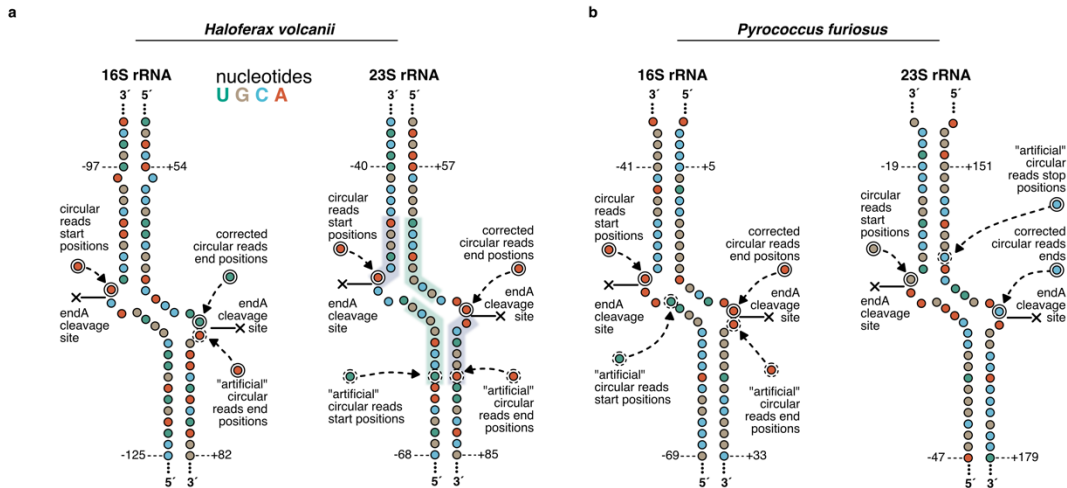 a
Haloferax volcanii
16S rRNA
nucleotides
U G C A
23S rRNA
3´ 5´
3´ 5´
-97
+54
-40
+57
circular
reads
start
positions
corrected
circular reads
end positions
endA
cleavage
site
endA
cleavage
site
"artificial"
circular
reads end
positions
-125
+82
5´ 3´
circular
reads
start
positions
corrected
circular reads
end postions
endA
cleavage
site
endA
cleavage
site
"artificial"
circular reads
start positions
"artificial"
circular
reads end
positions
-68
+85
5´ 3´
b
Pyrococcus furiosus
16S rRNA
23S rRNA
3´ 5´
3´ 5´
-41
+5
-19
+151
circular
reads
start
positions
corrected
circular reads
end positions
endA
cleavage
site
endA
cleavage
site
"artificial"
circular reads
start positions
"artificial"
circular
reads end
positions
-69
+33
5´ 3´
"artificial"
circular
reads stop
positions
circular
reads
start
positions
corrected
circular reads
ends
endA
cleavage
site
endA
cleavage
site
-47
+179
5´ 3´